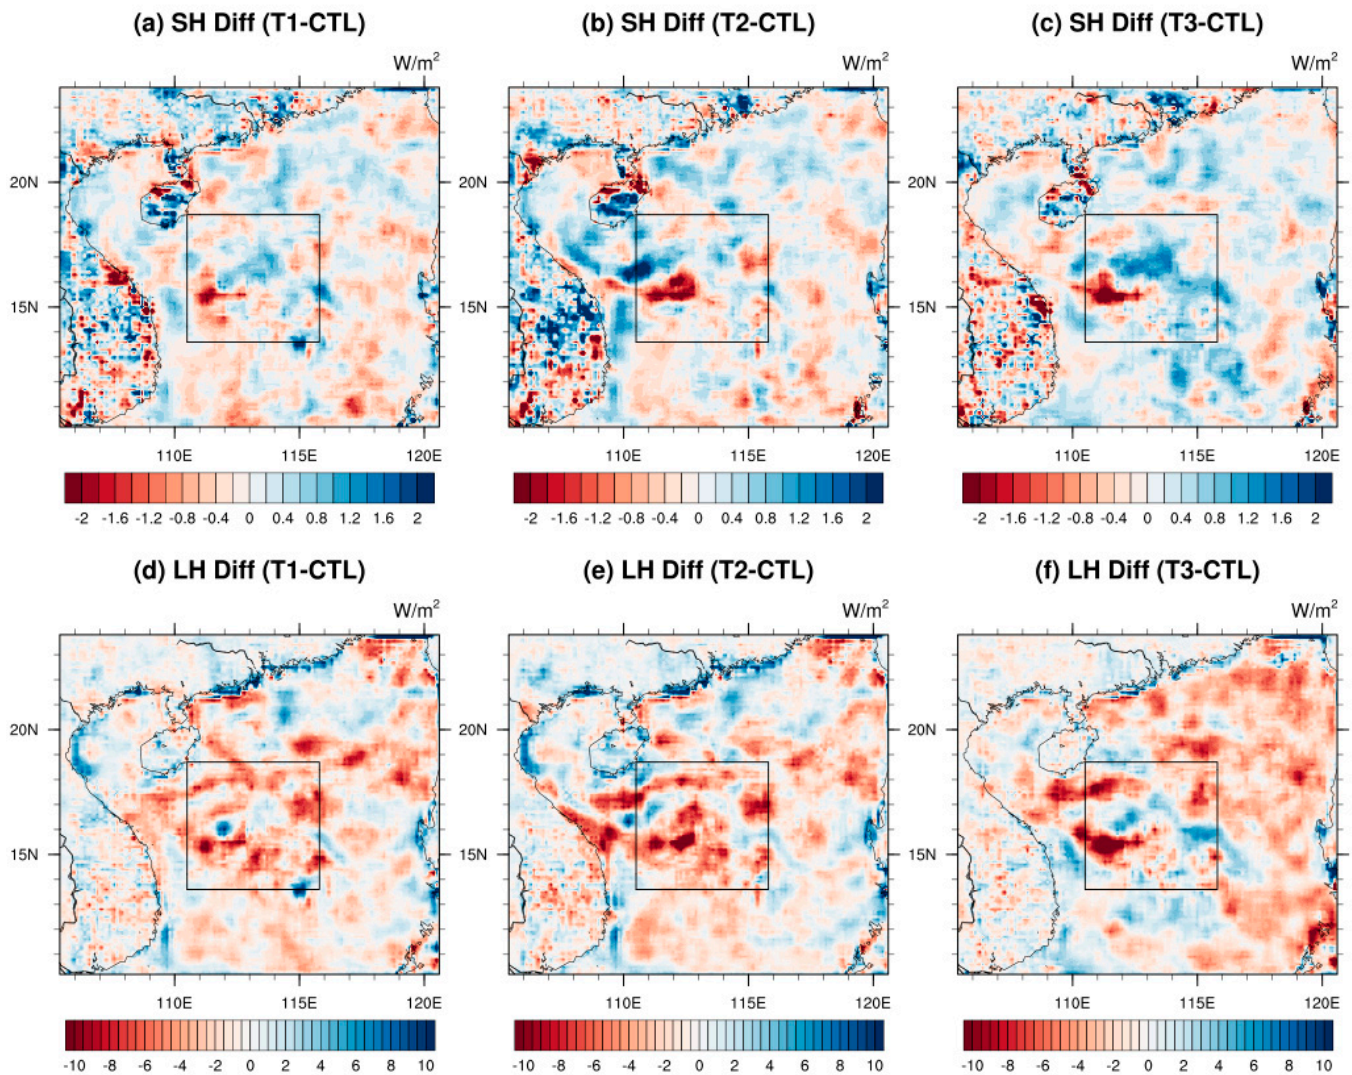 (a) SH Diff (T1-CTL)
(b) SH Diff (T2-CTL)
(c) SH Diff (T3-CTL)
W/m²
W/m²
W/m²
20N
20N
20N
15N
15N
15N
110E 115E 120E
110E 115E 120E
110E 115E 120E
-2 -1.6 -1.2 -0.8 -0.4 0 0.4 0.8 1.2 1.6 2
-2 -1.6 -1.2 -0.8 -0.4 0 0.4 0.8 1.2 1.6 2
-2 -1.6 -1.2 -0.8 -0.4 0 0.4 0.8 1.2 1.6 2
(d) LH Diff (T1-CTL)
(e) LH Diff (T2-CTL)
(f) LH Diff (T3-CTL)
W/m²
W/m²
W/m²
20N
20N
20N
15N
15N
15N
110E 115E 120E
110E 115E 120E
110E 115E 120E
-10 -8 -6 -4 -2 0 2 4 6 8 10
-10 -8 -6 -4 -2 0 2 4 6 8 10
-10 -8 -6 -4 -2 0 2 4 6 8 10